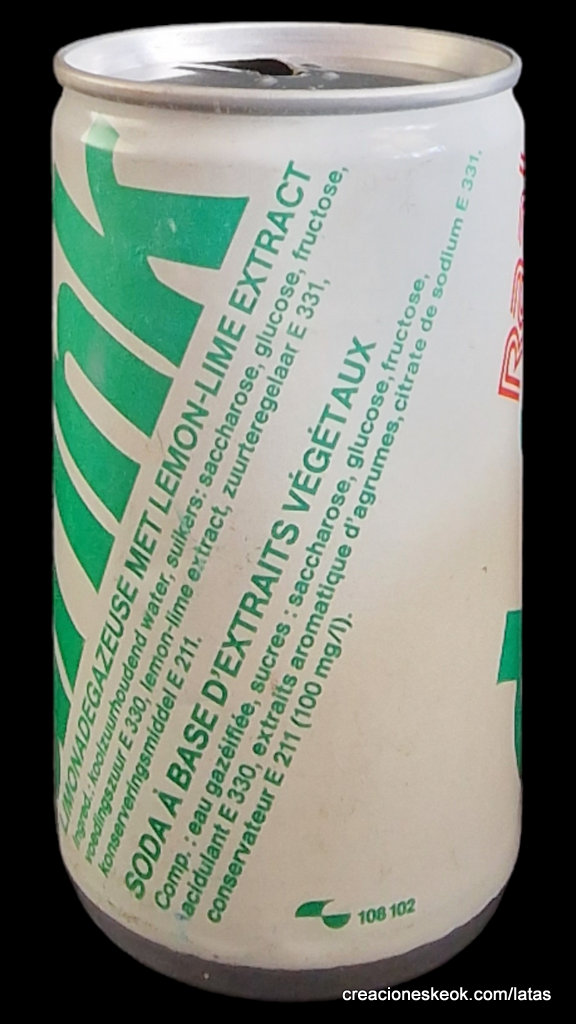 LIMONADEGAZEUSE MET LEMON-LIME EXTRACT
Ingred.: koolzuurhoudend water, suikers: saccharose, glucose, fructose,
voedingszuur E 330, lemon-lime extract, zuurteregelaar E 331,
konserveringsmiddel E 211.
SODA À BASE D'EXTRAITS VÉGÉTAUX
Comp. : eau gazéifiée, sucres : saccharose, glucose, fructose,
acidulant E 330, extraits aromatique d'agrumes, citrate de sodium E 331,
conservateur E 211 (100 mg/l).
108 102
creacioneskeok.com/latas